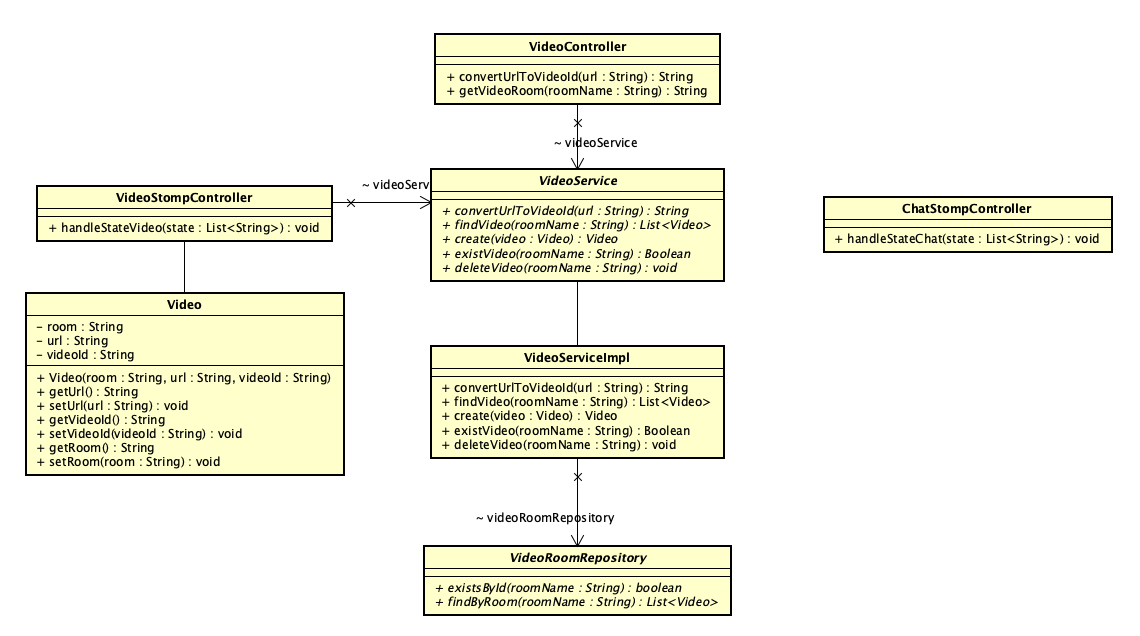 VideoController
+ convertUrlToVideoId(url : String) : String
+ getVideoRoom(roomName : String) : String
~ videoService
~ videoServ
VideoStompController
+ handleStateVideo(state : List<String>) : void
VideoService
+ convertUrlToVideoId(url : String) : String
+ findVideo(roomName : String) : List<Video>
+ create(video : Video) : Video
+ existVideo(roomName : String) : Boolean
+ deleteVideo(roomName : String) : void
ChatStompController
+ handleStateChat(state : List<String>) : void
Video
- room : String
- url : String
- videoId : String
+ Video(room : String, url : String, videoId : String)
+ getUrl() : String
+ setUrl(url : String) : void
+ getVideoId() : String
+ setVideoId(videoId : String) : void
+ getRoom() : String
+ setRoom(room : String) : void
VideoServiceImpl
+ convertUrlToVideoId(url : String) : String
+ findVideo(roomName : String) : List<Video>
+ create(video : Video) : Video
+ existVideo(roomName : String) : Boolean
+ deleteVideo(roomName : String) : void
~ videoRoomRepository
VideoRoomRepository
+ existsById(roomName : String) : boolean
+ findByRoom(roomName : String) : List<Video>